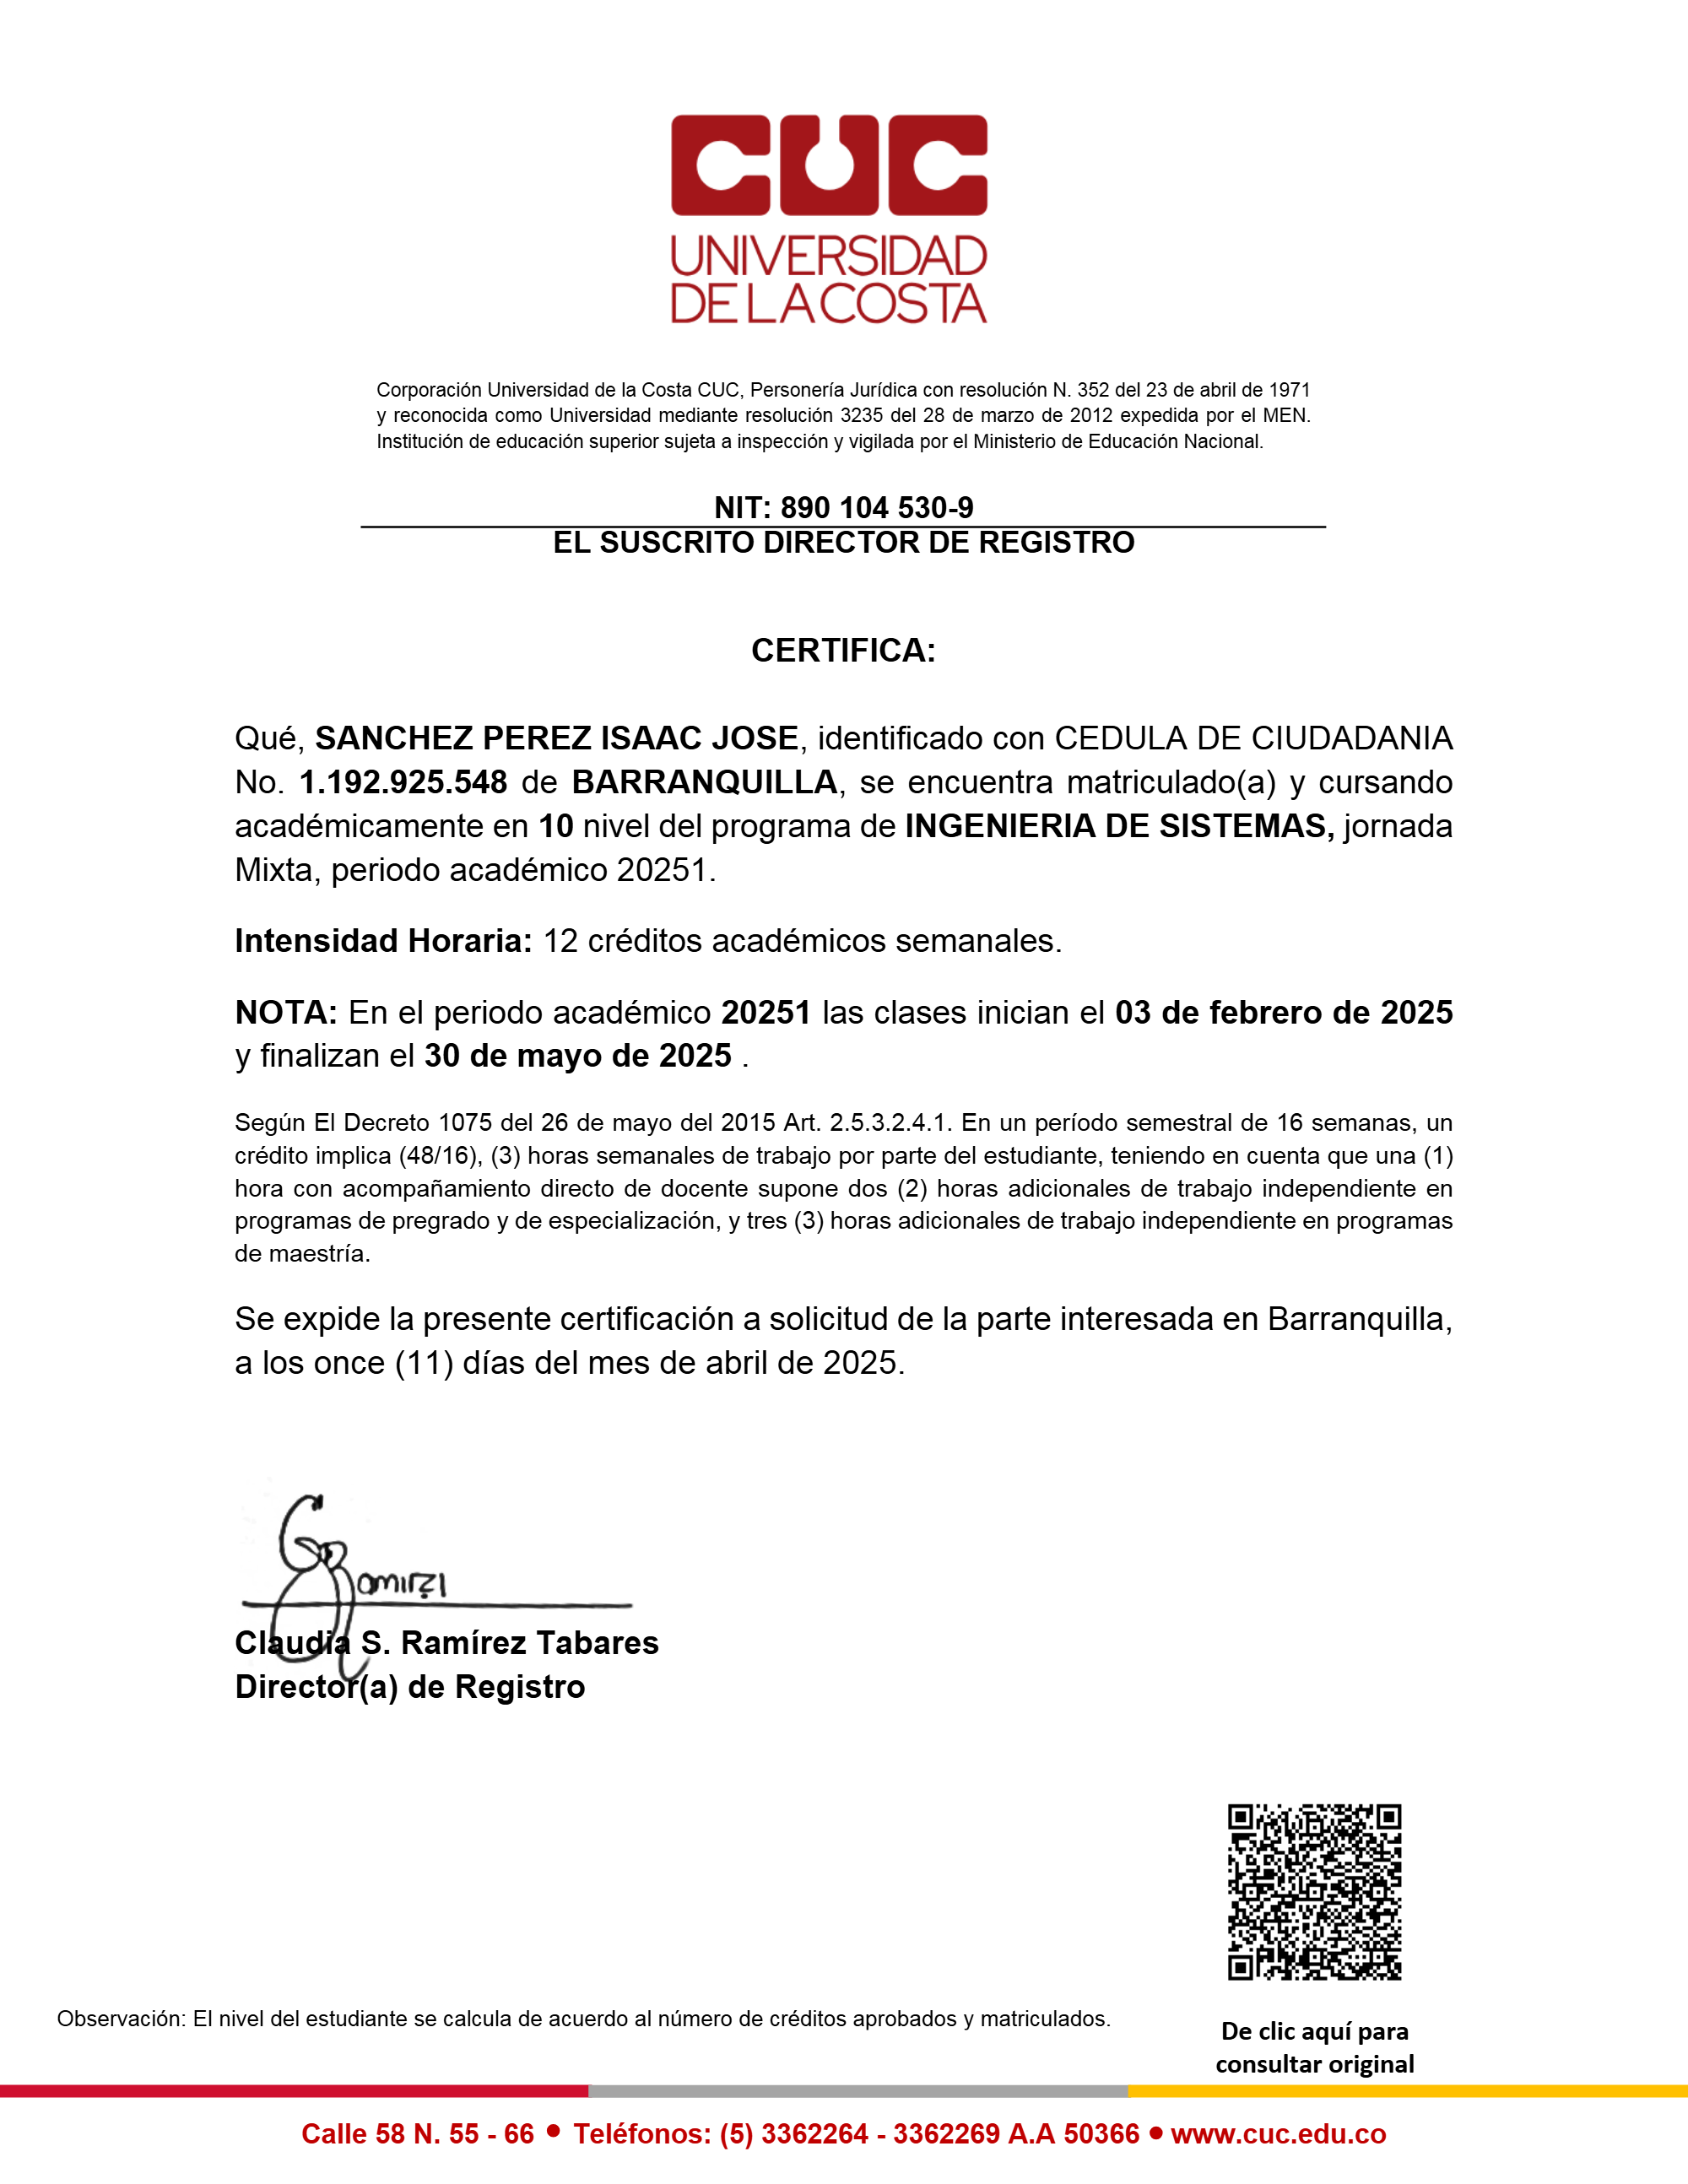 CUC
UNIVERSIDAD
DE LA COSTA
Corporación Universidad de la Costa CUC, Personería Jurídica con resolución N. 352 del 23 de abril de 1971
y reconocida como Universidad mediante resolución 3235 del 28 de marzo de 2012 expedida por el MEN.
Institución de educación superior sujeta a inspección y vigilada por el Ministerio de Educación Nacional.
NIT: 890 104 530-9
EL SUSCRITO DIRECTOR DE REGISTRO
CERTIFICA:
Qué, SANCHEZ PEREZ ISAAC JOSE, identificado con CEDULA DE CIUDADANIA
No. 1.192.925.548 de BARRANQUILLA, se encuentra matriculado(a) y cursando
académicamente en 10 nivel del programa de INGENIERIA DE SISTEMAS, jornada
Mixta, periodo académico 20251.
Intensidad Horaria: 12 créditos académicos semanales.
NOTA: En el periodo académico 20251 las clases inician el 03 de febrero de 2025
y finalizan el 30 de mayo de 2025 .
Según El Decreto 1075 del 26 de mayo del 2015 Art. 2.5.3.2.4.1. En un período semestral de 16 semanas, un
crédito implica (48/16), (3) horas semanales de trabajo por parte del estudiante, teniendo en cuenta que una (1)
hora con acompañamiento directo de docente supone dos (2) horas adicionales de trabajo independiente en
programas de pregrado y de especialización, y tres (3) horas adicionales de trabajo independiente en programas
de maestría.
Se expide la presente certificación a solicitud de la parte interesada en Barranquilla,
a los once (11) días del mes de abril de 2025.
Claudia S. Ramírez Tabares
Director(a) de Registro
Observación: El nivel del estudiante se calcula de acuerdo al número de créditos aprobados y matriculados.
De clic aquí para
consultar original
Calle 58 N. 55 - 66 • Teléfonos: (5) 3362264 - 3362269 A.A 50366 • www.cuc.edu.co